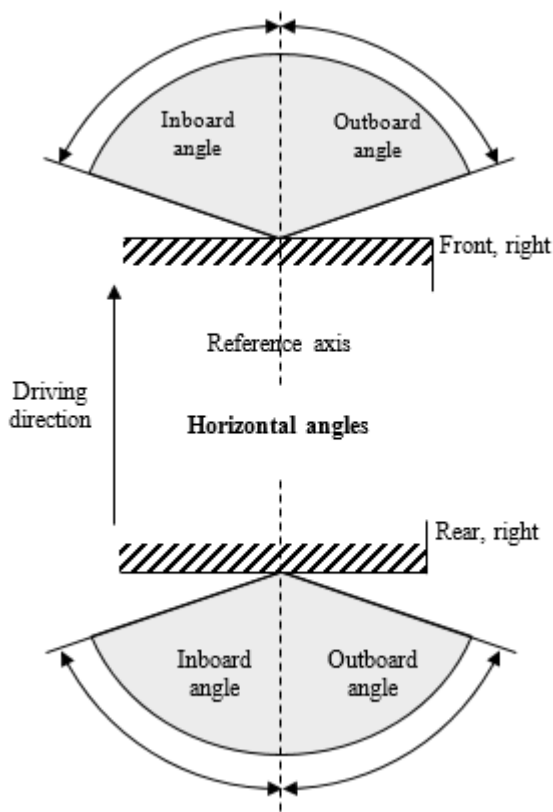 Inboard
angle
Outboard
angle
Front, right
Reference axis
Driving
direction
Horizontal angles
Rear, right
Inboard
angle
Outboard
angle